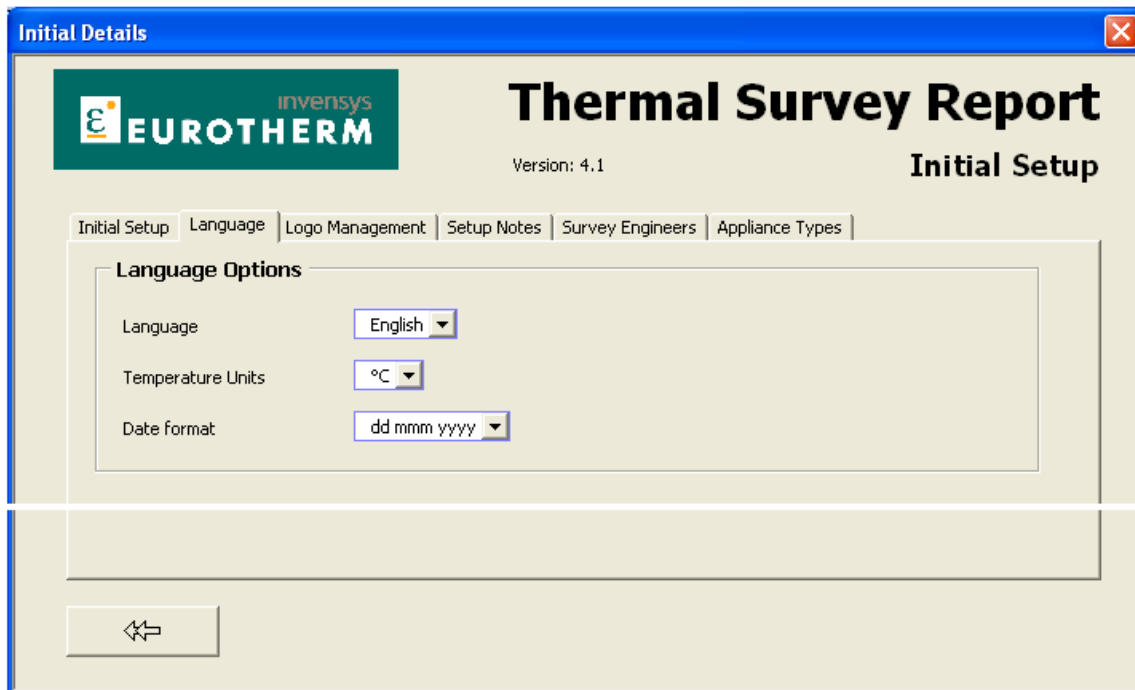 Initial Details
invensys
EUROTHERM
Thermal Survey Report
Version: 4.1
Initial Setup
Initial Setup Language Logo Management Setup Notes Survey Engineers Appliance Types
Language Options
Language English
Temperature Units °C
Date format dd mmm yyyy